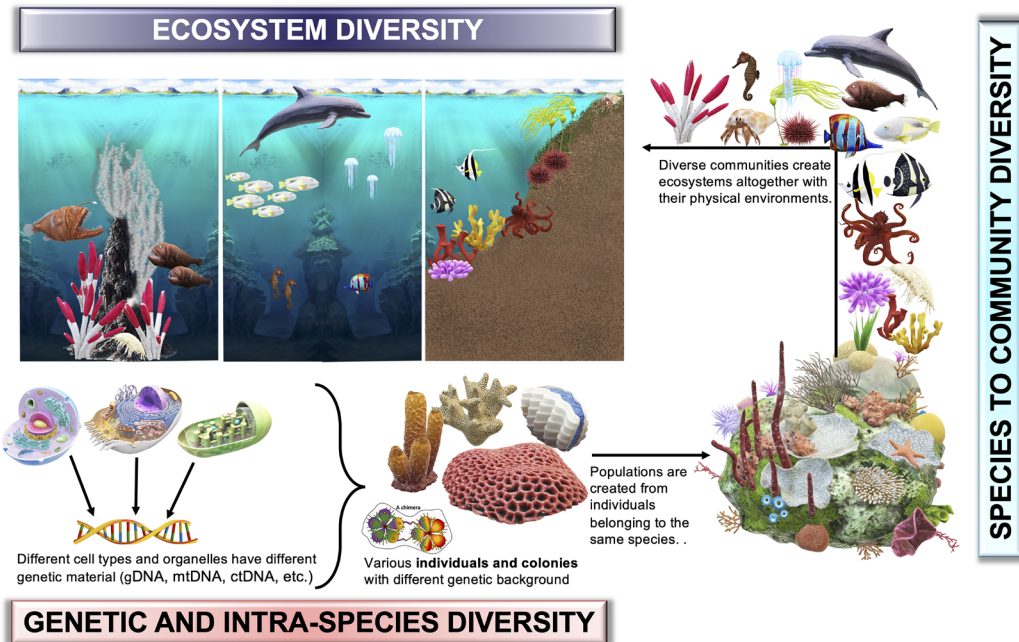 ECOSYSTEM DIVERSITY
SPECIES TO COMMUNITY DIVERSITY
Diverse communities create
ecosystems altogether with
their physical environments.
Different cell types and organelles have different
genetic material (gDNA, mtDNA, ctDNA, etc.)
A chimera
Various individuals and colonies
with different genetic background
Populations are
created from
individuals
belonging to the
same species. .
GENETIC AND INTRA-SPECIES DIVERSITY